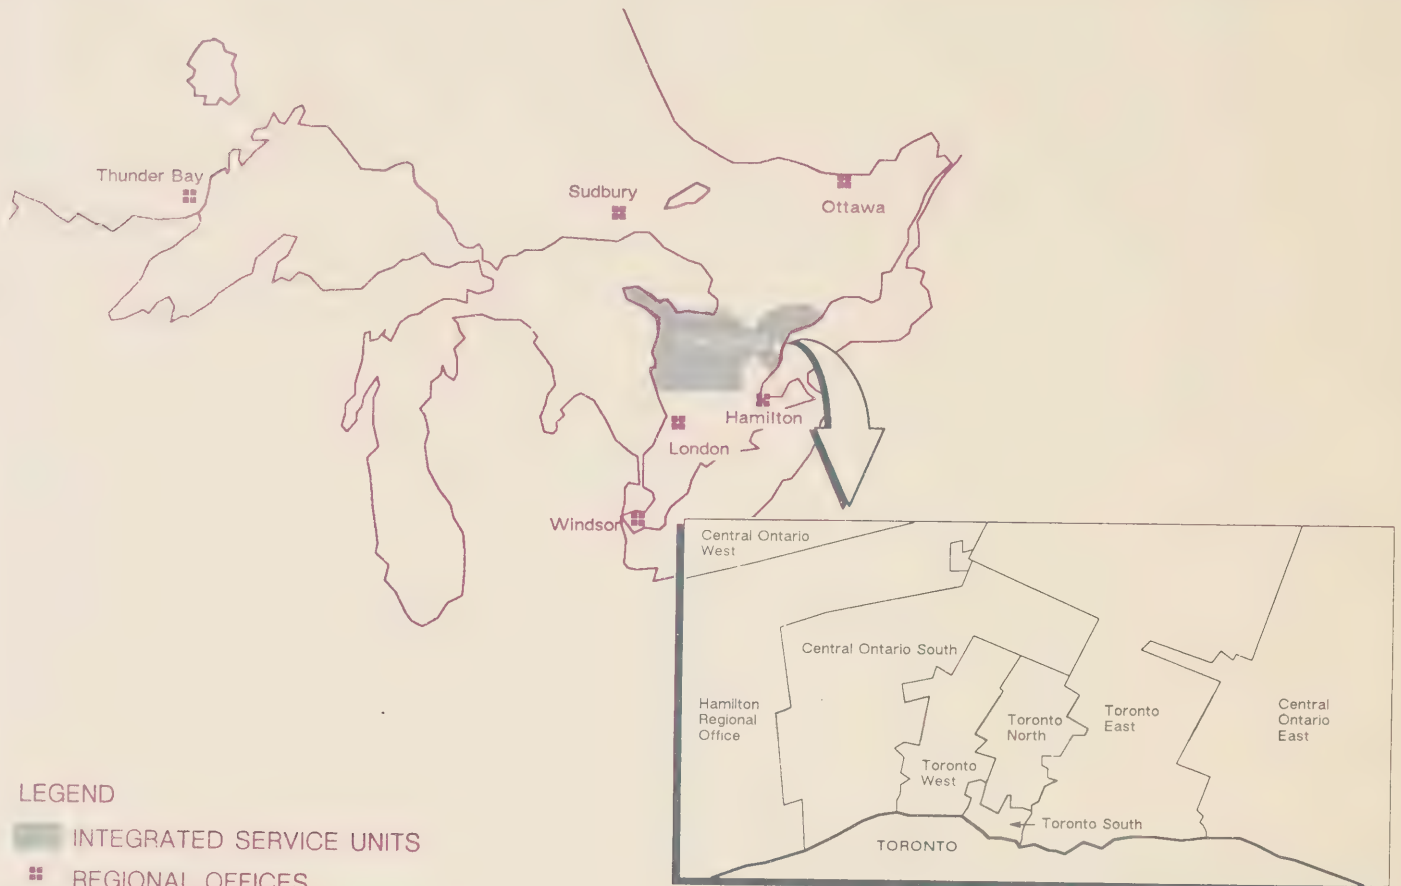 Thunder Bay
Sudbury
Ottawa
Hamilton
London
Windsor
Central Ontario
West
Central Ontario South
Hamilton
Regional
Office
Toronto
North
Toronto
East
Central
Ontario
East
Toronto
West
Toronto South
TORONTO
LEGEND
INTEGRATED SERVICE UNITS
REGIONAL OFFICES